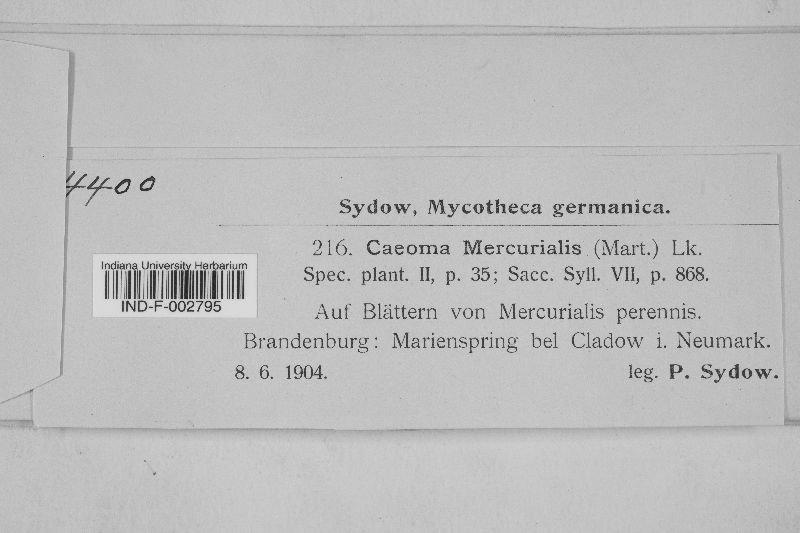 4400
Sydow, Mycotheca germanica.
216. Caeoma Mercurialis (Mart.) Lk.
Spec. plant. II, p. 35; Sacc. Syll. VII, p. 868.
Indiana University Herbarium
IND-F-002795
Auf Blättern von Mercurialis perennis.
Brandenburg: Marienspring bel Cladow i. Neumark.
8. 6. 1904. leg. P. Sydow.